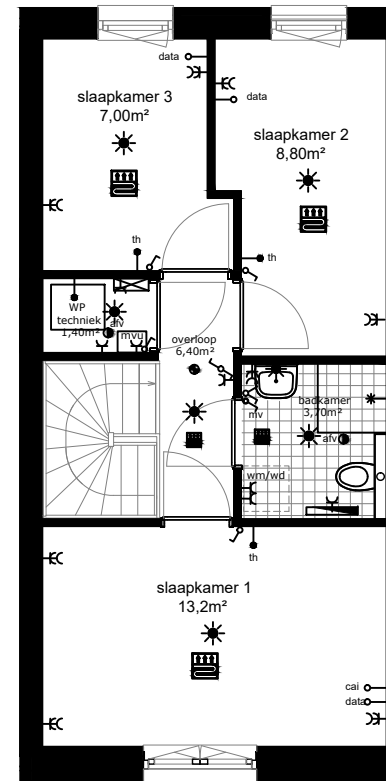 data
slaapkamer 3
7,00m²
data
slaapkamer 2
8,80m²
th
th
WP
techniek
1,40m²
afv
mvu
overloop
6,40m²
badkamer
3,70m²
mv
afv
wm/wd
th
slaapkamer 1
13,2m²
cai
data